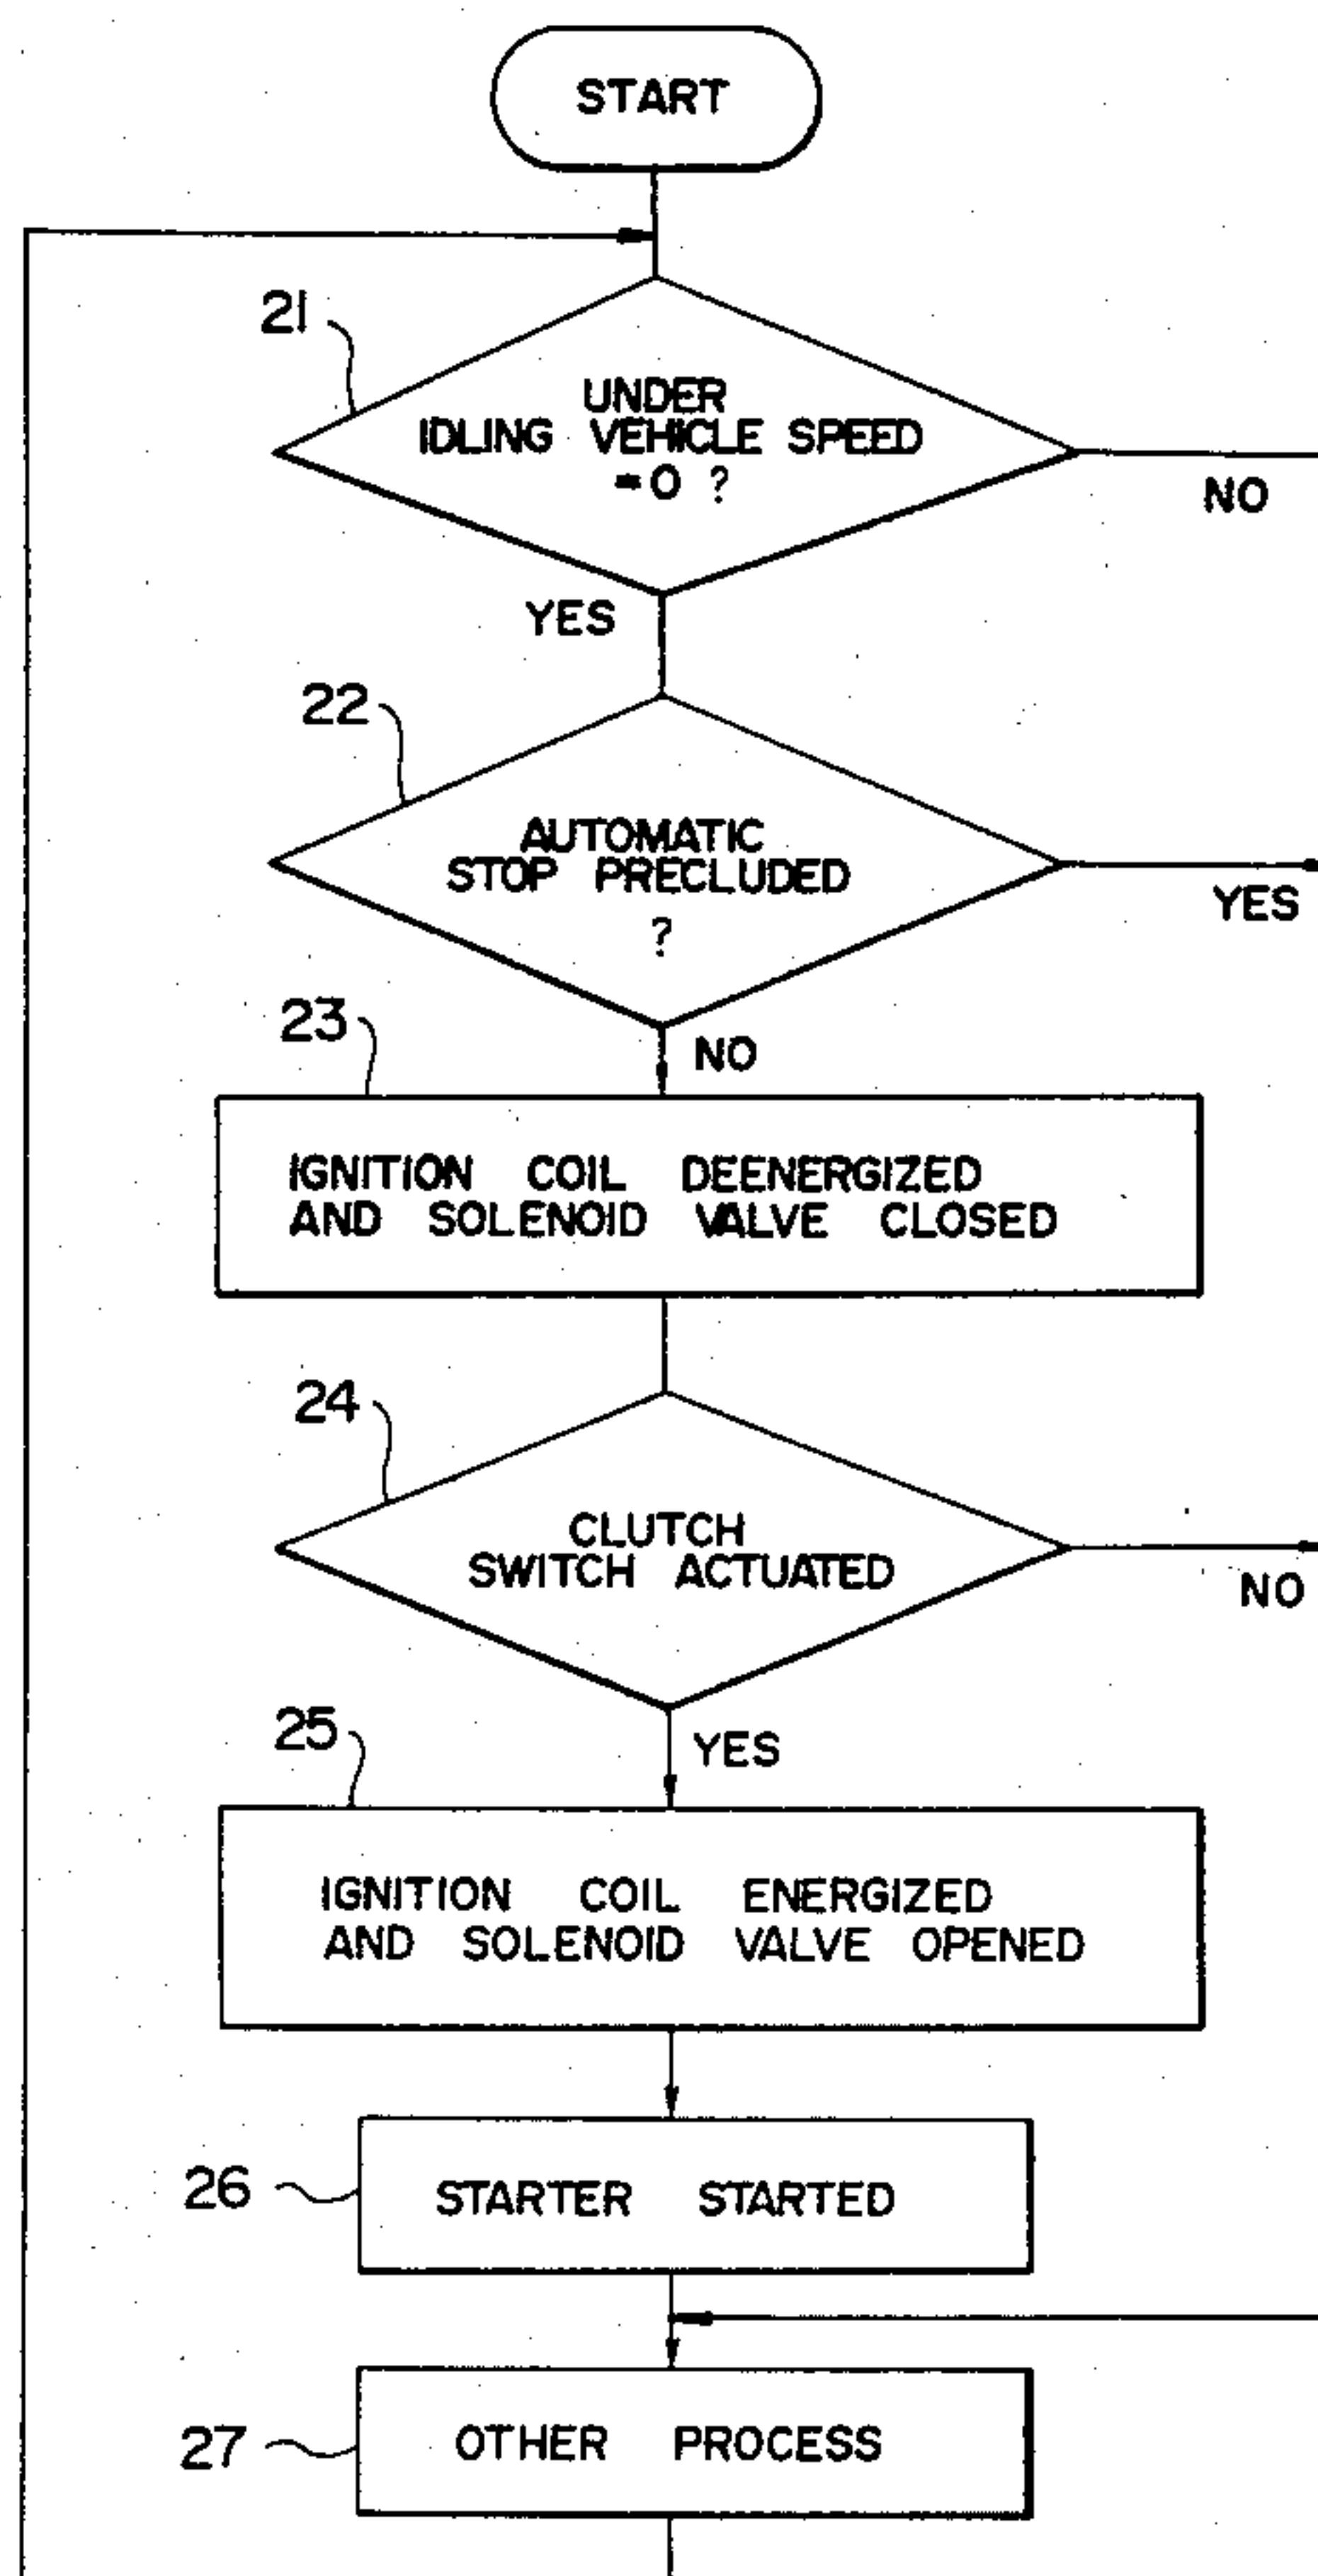 START
21
UNDER
IDLING VEHICLE SPEED
=0 ?
NO
YES
22
AUTOMATIC
STOP PRECLUDED
?
YES
23
NO
IGNITION COIL DEENERGIZED
AND SOLENOID VALVE CLOSED
24
CLUTCH
SWITCH ACTUATED
NO
25
YES
IGNITION COIL ENERGIZED
AND SOLENOID VALVE OPENED
26
STARTER STARTED
27
OTHER PROCESS